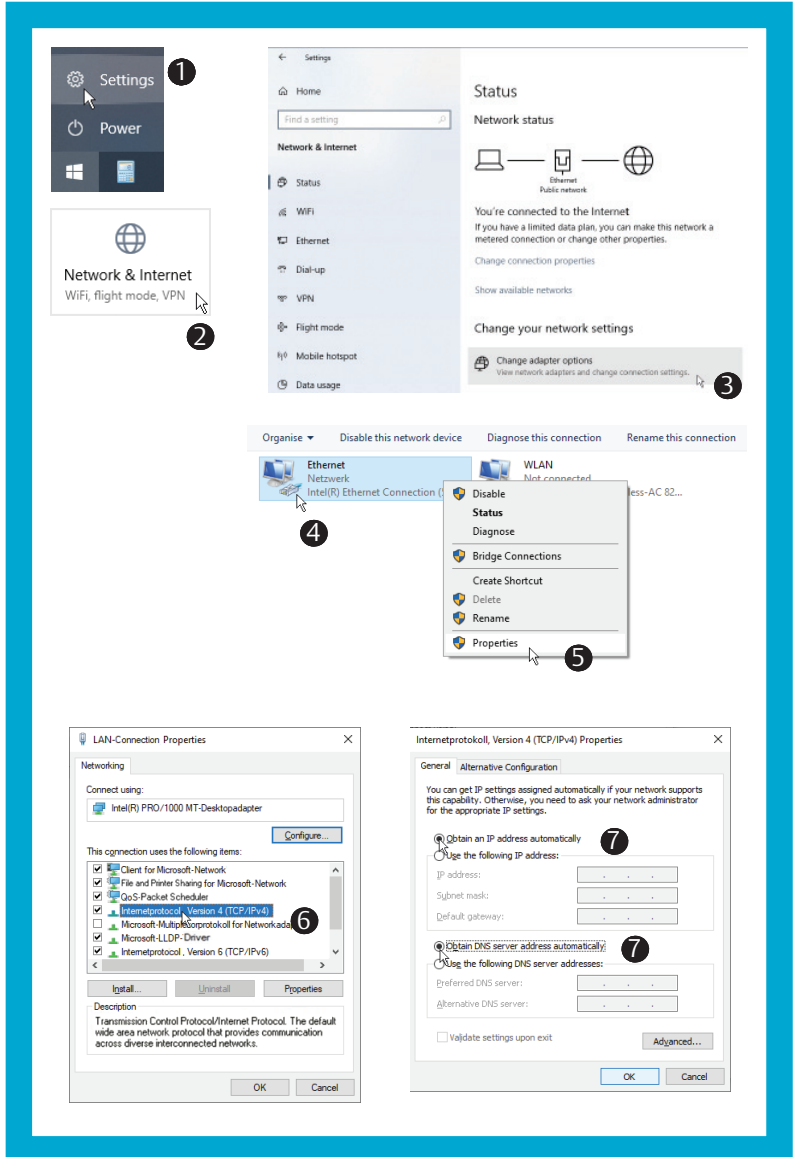 Settings
1
Power
Network & Internet
WiFi, flight mode, VPN
2
Settings
Home
Find a setting
Network & Internet
Status
WiFi
Ethernet
Dial-up
VPN
Flight mode
Mobile hotspot
Data usage
Status
Network status
Ethernet
Public network
You're connected to the Internet
If you have a limited data plan, you can make this network a
metered connection or change other properties.
Change connection properties
Show available networks
Change your network settings
Change adapter options
View network adapters and change connection settings.
3
Organise Disable this network device Diagnose this connection Rename this connection
Ethernet
Netzwerk
Intel(R) Ethernet Connection (
4
WLAN
Not connected
less-AC 82...
Disable
Status
Diagnose
Bridge Connections
Create Shortcut
Delete
Rename
Properties
5
LAN-Connection Properties
Networking
Connect using:
Intel(R) PRO/1000 MT-Desktopadapter
Configure...
This connection uses the following items:
Client for Microsoft-Network
File and Printer Sharing for Microsoft-Network
QoS-Packet Scheduler
Internetprotocol, Version 4 (TCP/IPv4)
6
Microsoft-LLDP-Driver
Internetprotocol , Version 6 (TCP/IPv6)
Install... Uninstall Properties
Description
Transmission Control Protocol/Internet Protocol. The default
wide area network protocol that provides communication
across diverse interconnected networks.
OK Cancel
Internetprotokoll, Version 4 (TCP/IPv4) Properties
General Alternative Configuration
You can get IP settings assigned automatically if your network supports
this capability. Otherwise, you need to ask your network administrator
for the appropriate IP settings.
Obtain an IP address automatically
7
Use the following IP address:
IP address:
Subnet mask:
Default gateway:
Obtain DNS server address automatically
7
Use the following DNS server addresses:
Preferred DNS server:
Alternative DNS server:
Validate settings upon exit
Advanced...
OK Cancel